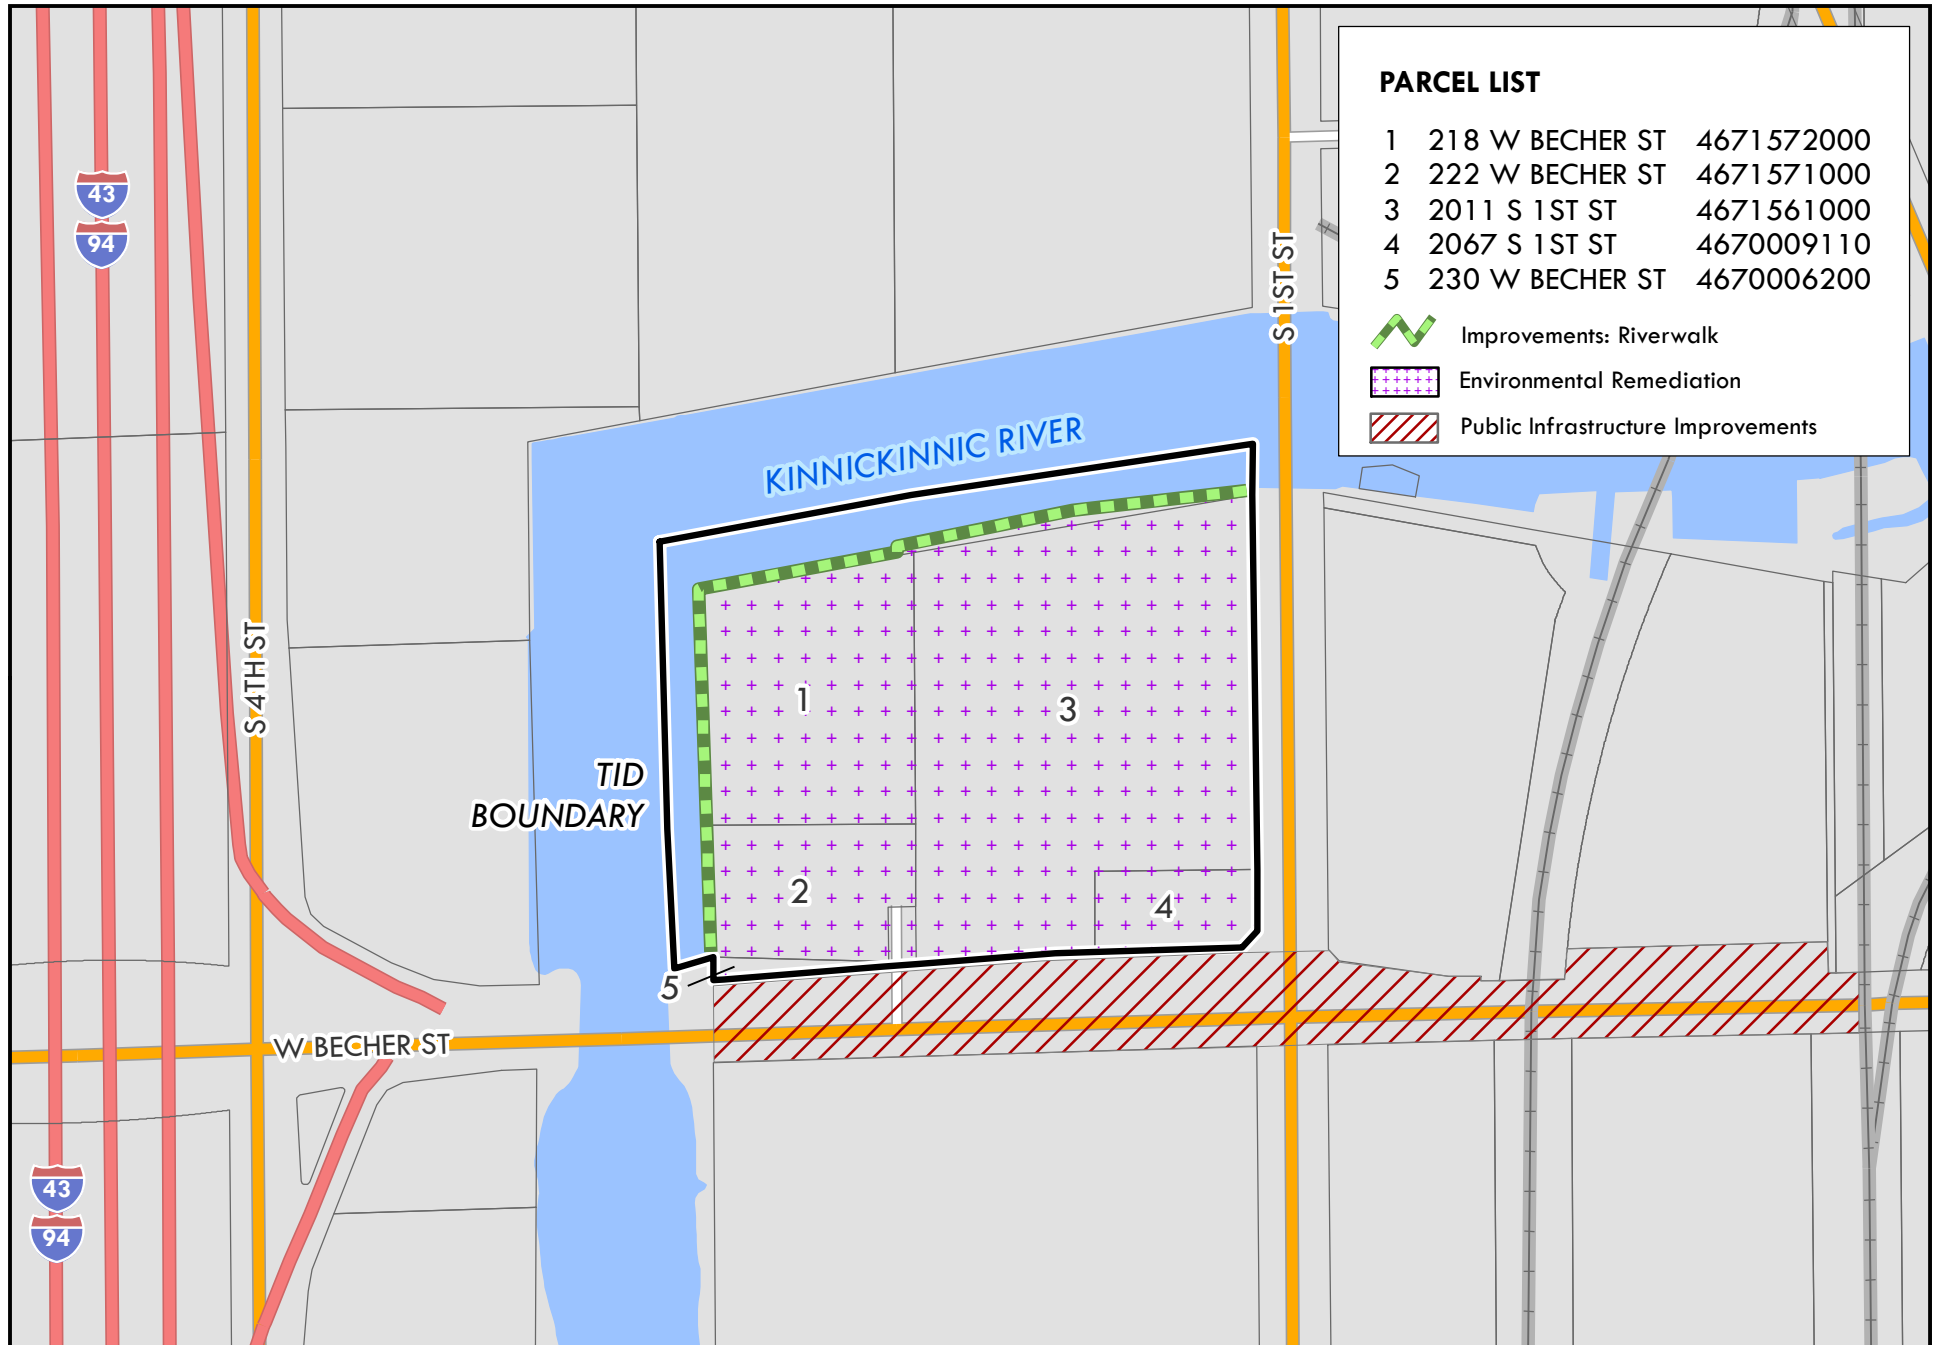 PARCEL LIST
1 218 W BECHER ST 4671572000
2 222 W BECHER ST 4671571000
3 2011 S 1ST ST 4671561000
4 2067 S 1ST ST 4670009110
5 230 W BECHER ST 4670006200
Improvements: Riverwalk
Environmental Remediation
Public Infrastructure Improvements
43
94
S 1ST ST
KINNICKINNIC RIVER
S 4TH ST
1
3
TID
BOUNDARY
2
4
5
W BECHER ST
43
94